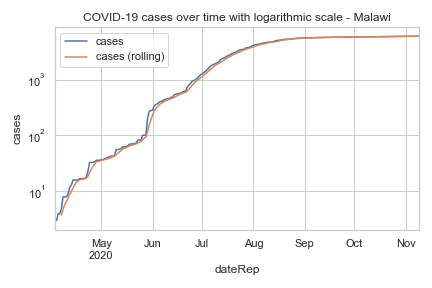 COVID-19 cases over time with logarithmic scale - Malawi
cases
cases (rolling)
cases
10³
10²
10¹
May Jun Jul Aug Sep Oct Nov
2020
dateRep